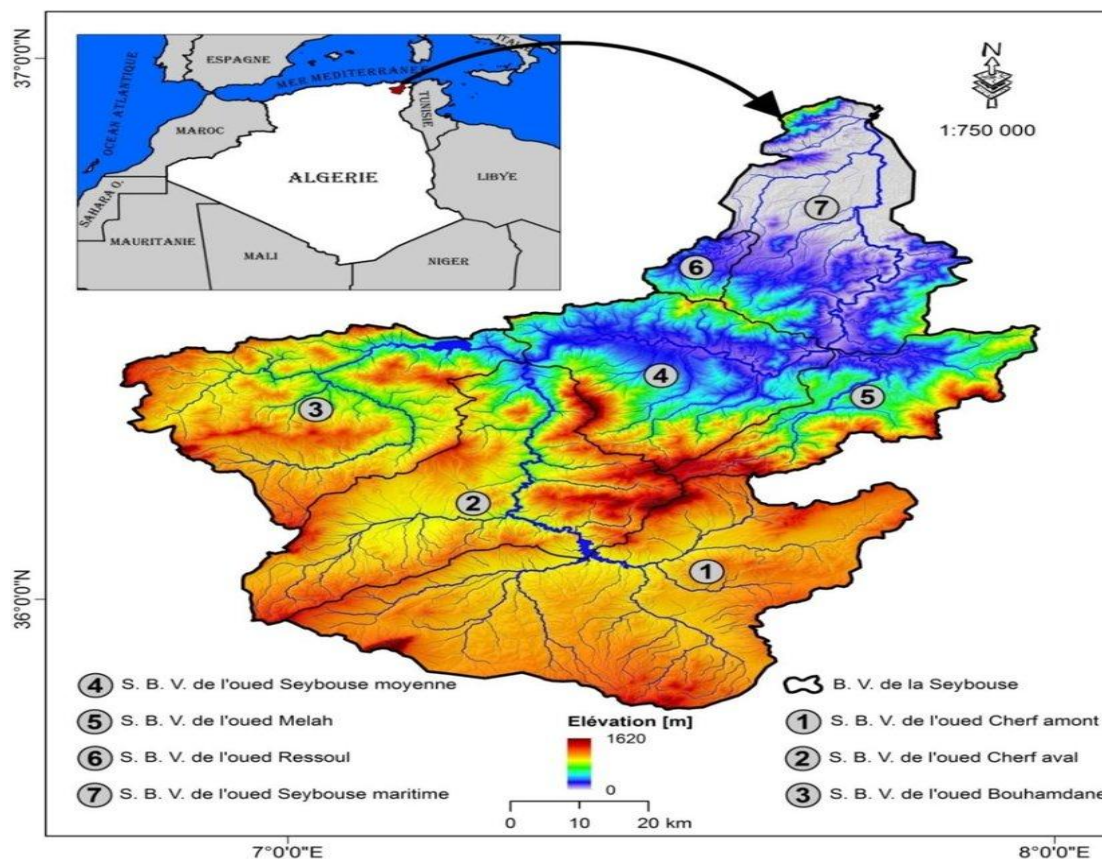 ESPAGNE
ITALIE
MER MEDITERRANEE
OCEAN ATLANTIQUE
MAROC
TUNISIE
ALGERIE
LIBYE
SAHARA O.
MAURITANIE
MALI
NIGER
N
1:750 000
37°0'0"N
36°0'0"N
7
6
4
5
3
2
1
4 S. B. V. de l'oued Seybouse moyenne
5 S. B. V. de l'oued Melah
6 S. B. V. de l'oued Ressoul
7 S. B. V. de l'oued Seybouse maritime
Elévation [m]
1620
0
0 10 20 km
B. V. de la Seybouse
1 S. B. V. de l'oued Cherf amont
2 S. B. V. de l'oued Cherf aval
3 S. B. V. de l'oued Bouhamdane
7°0'0"E
8°0'0"E